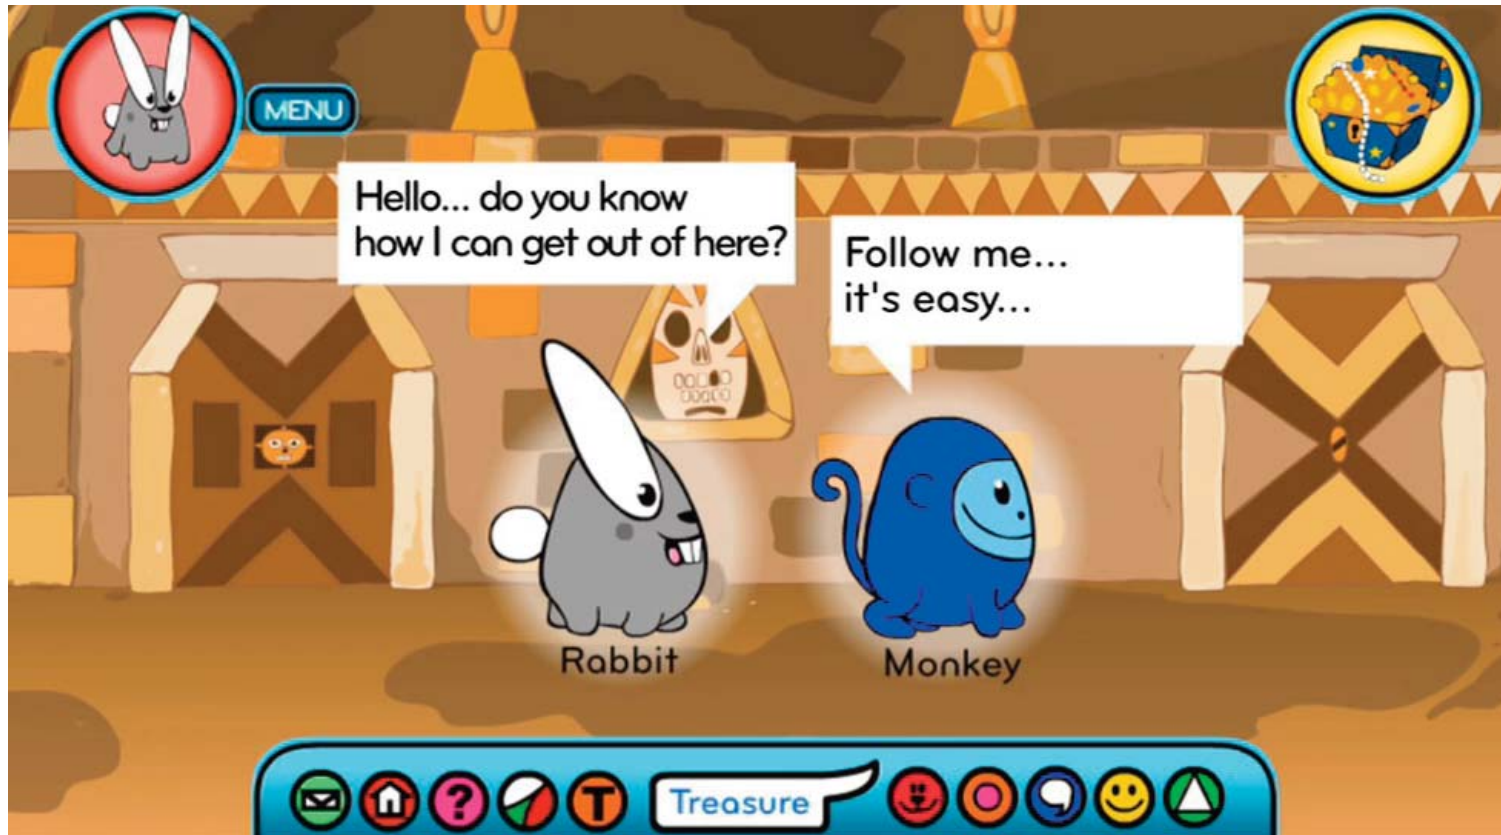 MENU
Hello... do you know
how I can get out of here?
Follow me...
it's easy...
Rabbit
Monkey
?
T
Treasure